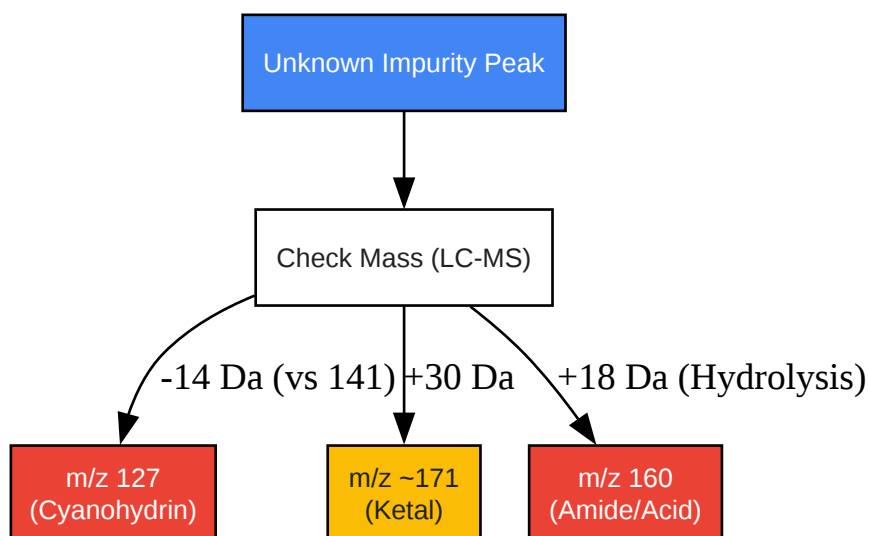 Unknown Impurity Peak
Check Mass (LC-MS)
-14 Da (vs 141)
+30 Da
+18 Da (Hydrolysis)
m/z 127
(Cyanohydrin)
m/z ~171
(Ketal)
m/z 160
(Amide/Acid)